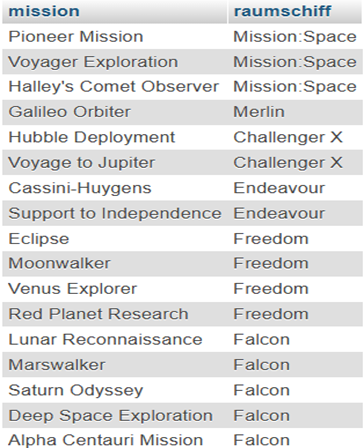 mission raumschiff
Pioneer Mission Mission:Space
Voyager Exploration Mission:Space
Halley's Comet Observer Mission:Space
Galileo Orbiter Merlin
Hubble Deployment Challenger X
Voyage to Jupiter Challenger X
Cassini-Huygens Endeavour
Support to Independence Endeavour
Eclipse Freedom
Moonwalker Freedom
Venus Explorer Freedom
Red Planet Research Freedom
Lunar Reconnaissance Falcon
Marswalker Falcon
Saturn Odyssey Falcon
Deep Space Exploration Falcon
Alpha Centauri Mission Falcon